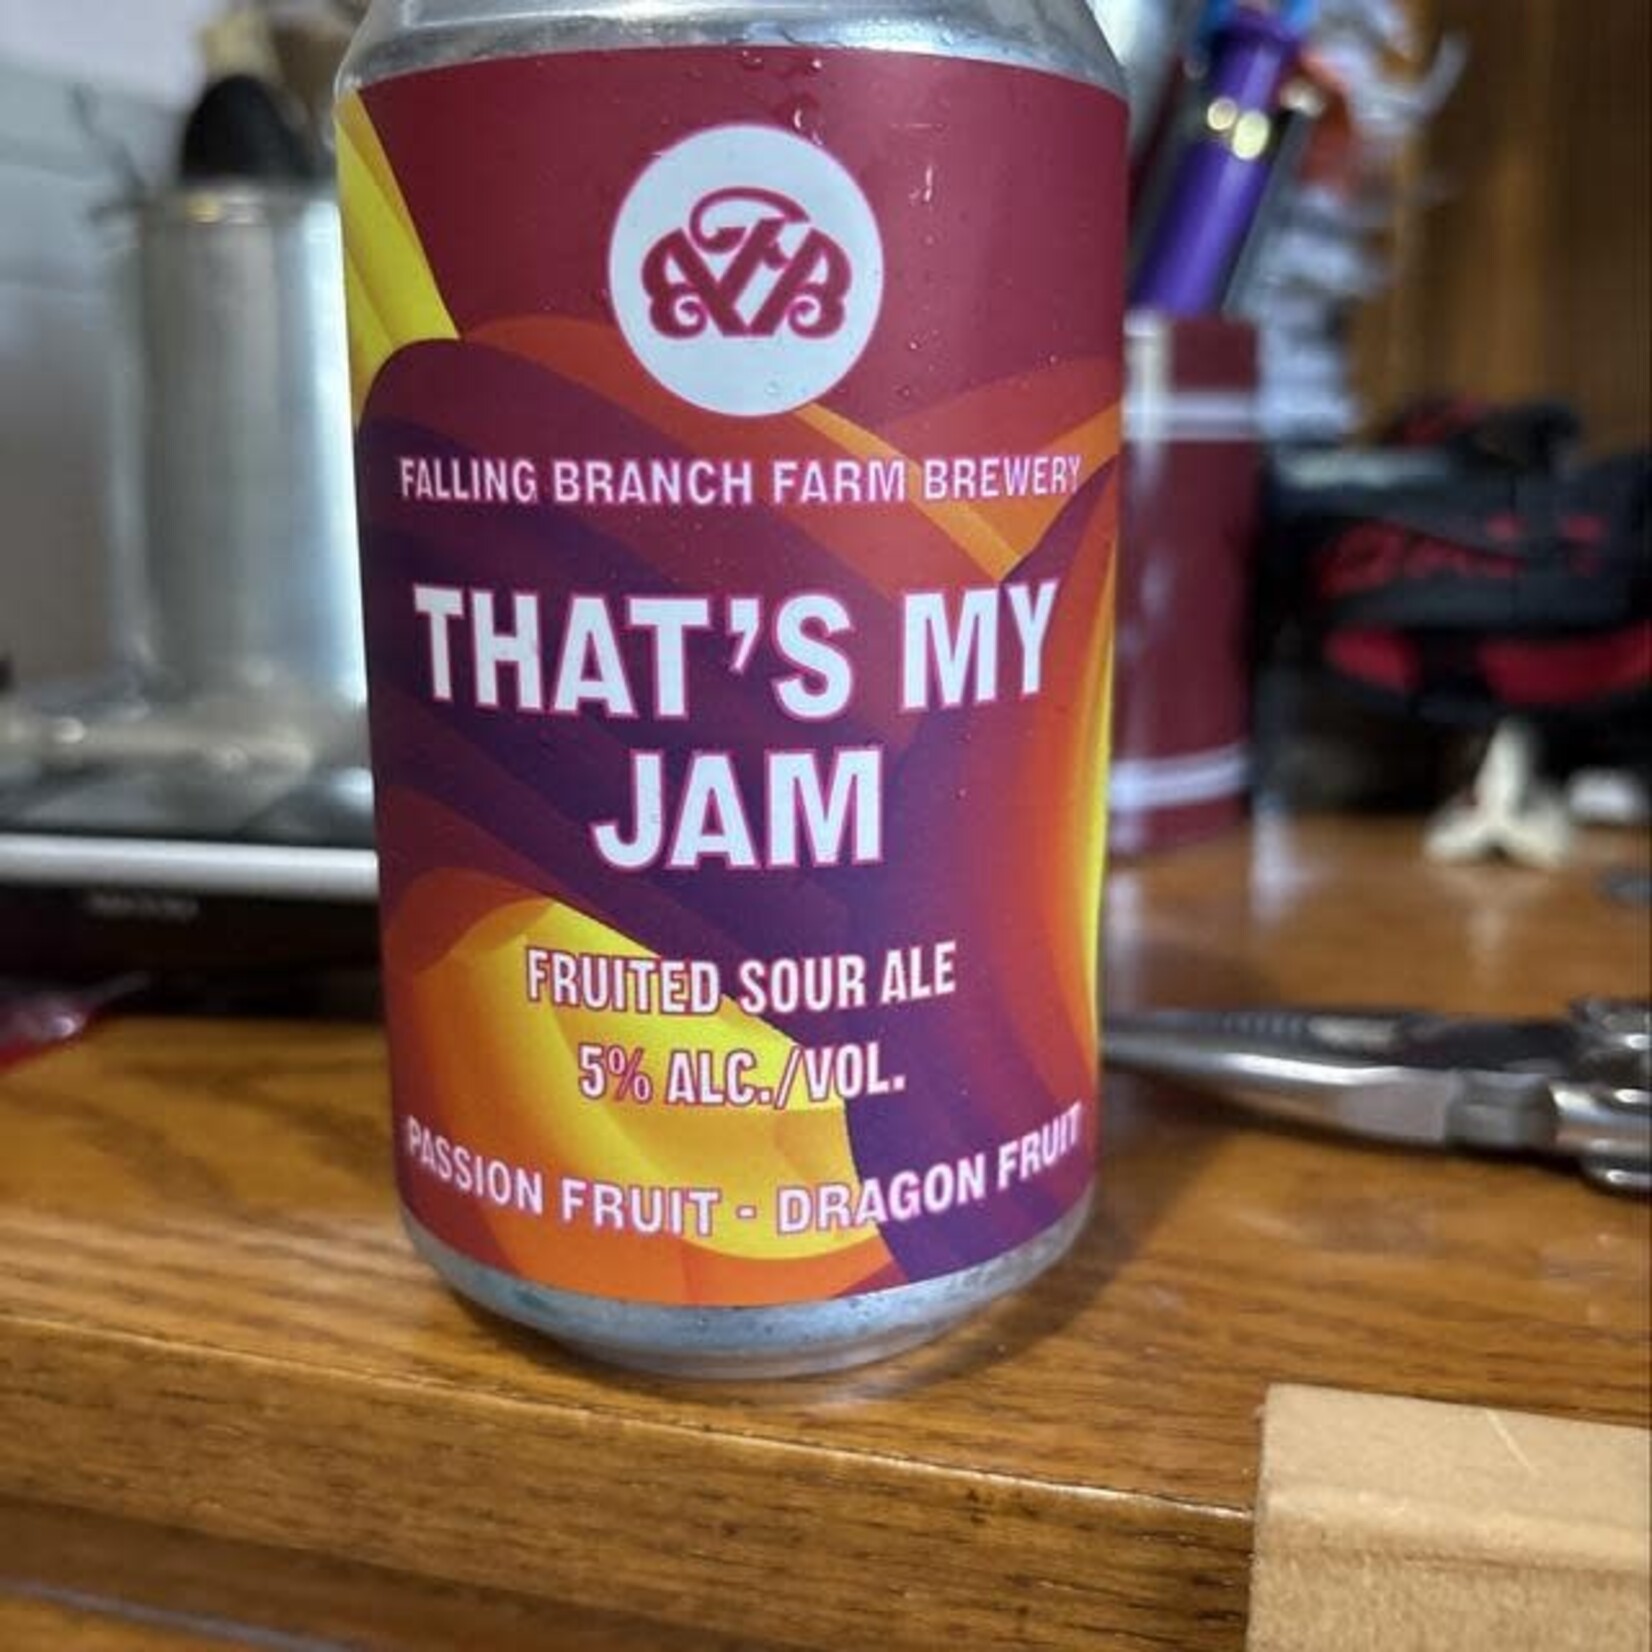 FALLING BRANCH FARM BREWERY
THAT'S MY
JAM
FRUITED SOUR ALE
5% ALC./VOL.
PASSION FRUIT - DRAGON FRUIT